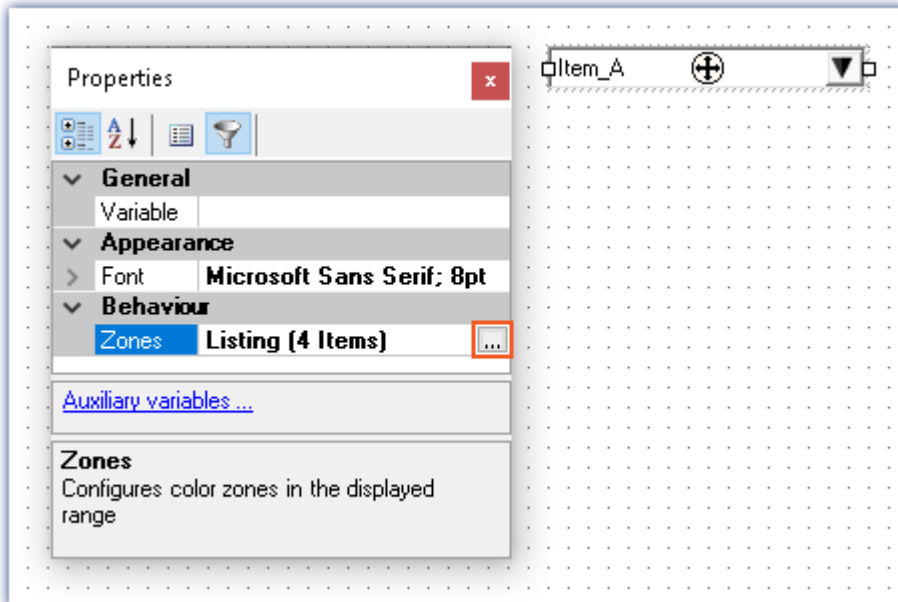 Properties
x
Item_A
General
Variable
Appearance
Font Microsoft Sans Serif; 8pt
Behaviour
Zones Listing (4 Items) ...
Auxiliary variables ...
Zones
Configures color zones in the displayed
range